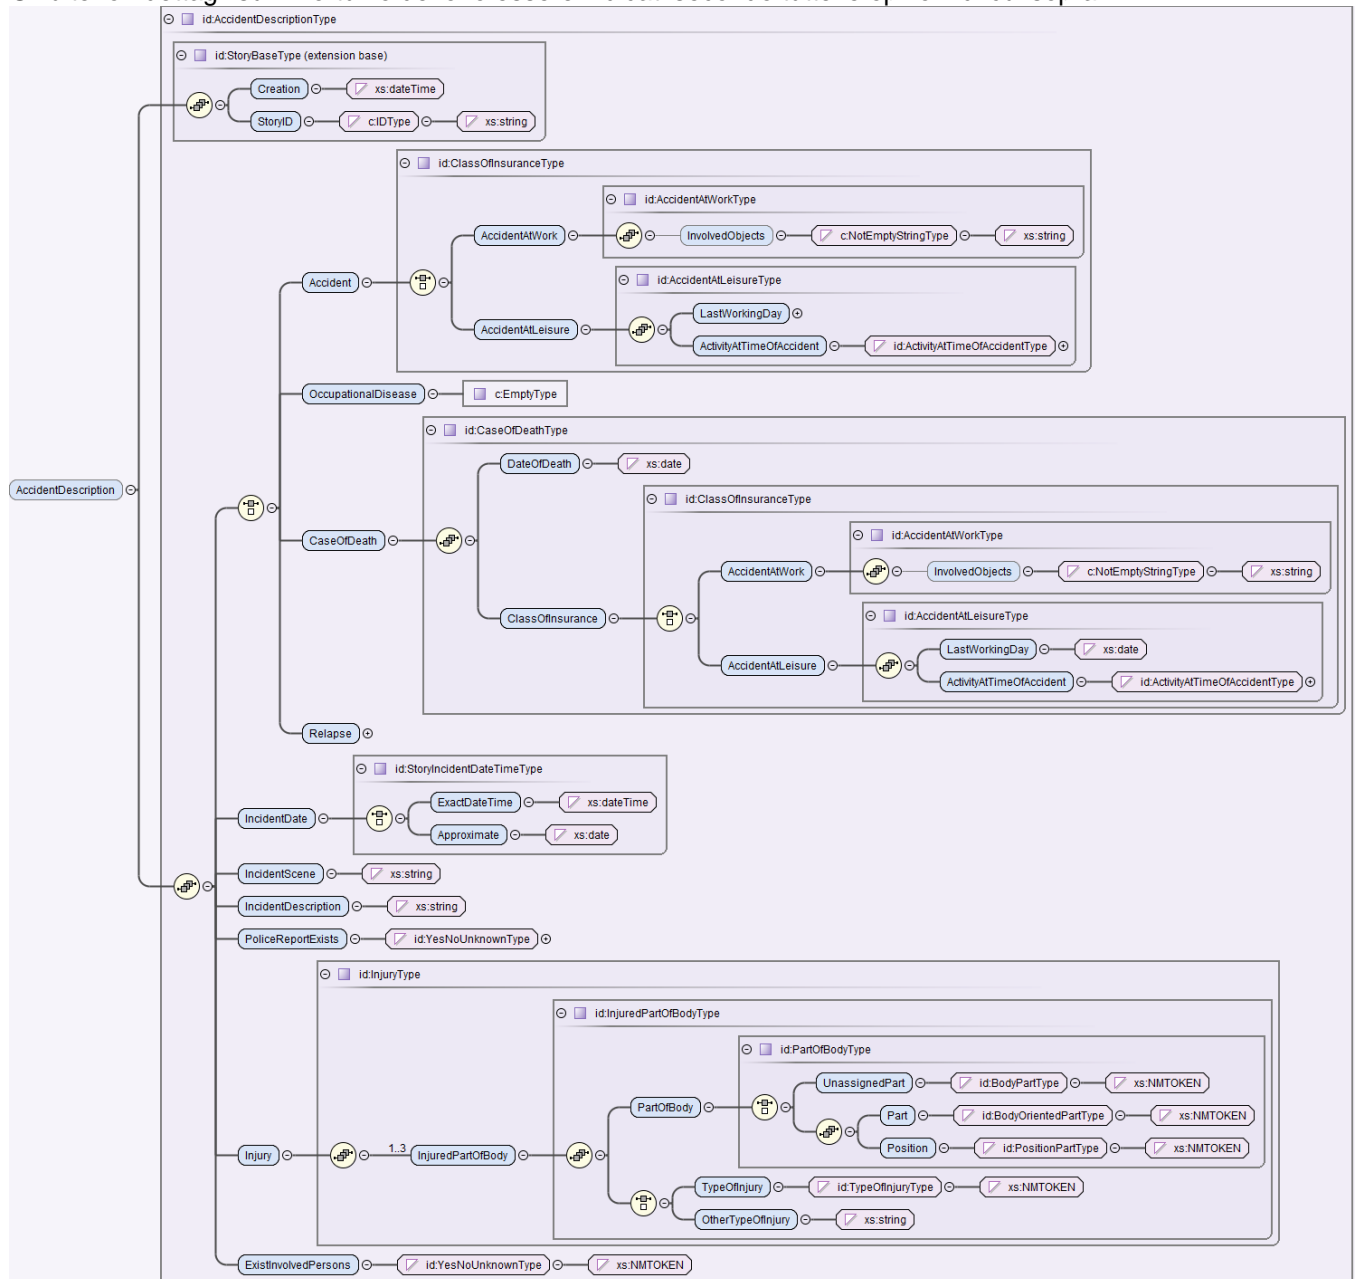 id:AccidentDescriptionType
id:StoryBaseType (extension base)
Creation xs:dateTime
StoryID c:IDType xs:string
id:ClassOfInsuranceType
id:AccidentAtWorkType
AccidentAtWork InvolvedObjects c:NotEmptyStringType xs:string
Accident
id:AccidentAtLeisureType
LastWorkingDay
AccidentAtLeisure
ActivityAtTimeOfAccident id:ActivityAtTimeOfAccidentType
OccupationalDisease c:EmptyType
id:CaseOfDeathType
DateOfDeath xs:date
AccidentDescription
id:ClassOfInsuranceType
id:AccidentAtWorkType
CaseOfDeath
AccidentAtWork InvolvedObjects c:NotEmptyStringType xs:string
ClassOfInsurance
id:AccidentAtLeisureType
LastWorkingDay xs:date
AccidentAtLeisure
ActivityAtTimeOfAccident id:ActivityAtTimeOfAccidentType
Relapse
id:StoryIncidentDateTimeType
ExactDateTime xs:dateTime
IncidentDate
Approximate xs:date
IncidentScene xs:string
IncidentDescription xs:string
PoliceReportExists id:YesNoUnknownType
id:InjuryType
id:InjuredPartOfBodyType
id:PartOfBodyType
UnassignedPart id:BodyPartType xs:NMTOKEN
PartOfBody
Part id:BodyOrientedPartType xs:NMTOKEN
Position id:PositionPartType xs:NMTOKEN
Injury 1..3 InjuredPartOfBody
TypeOfInjury id:TypeOfInjuryType xs:NMTOKEN
OtherTypeOfInjury xs:string
ExistInvolvedPersons id:YesNoUnknownType xs:NMTOKEN